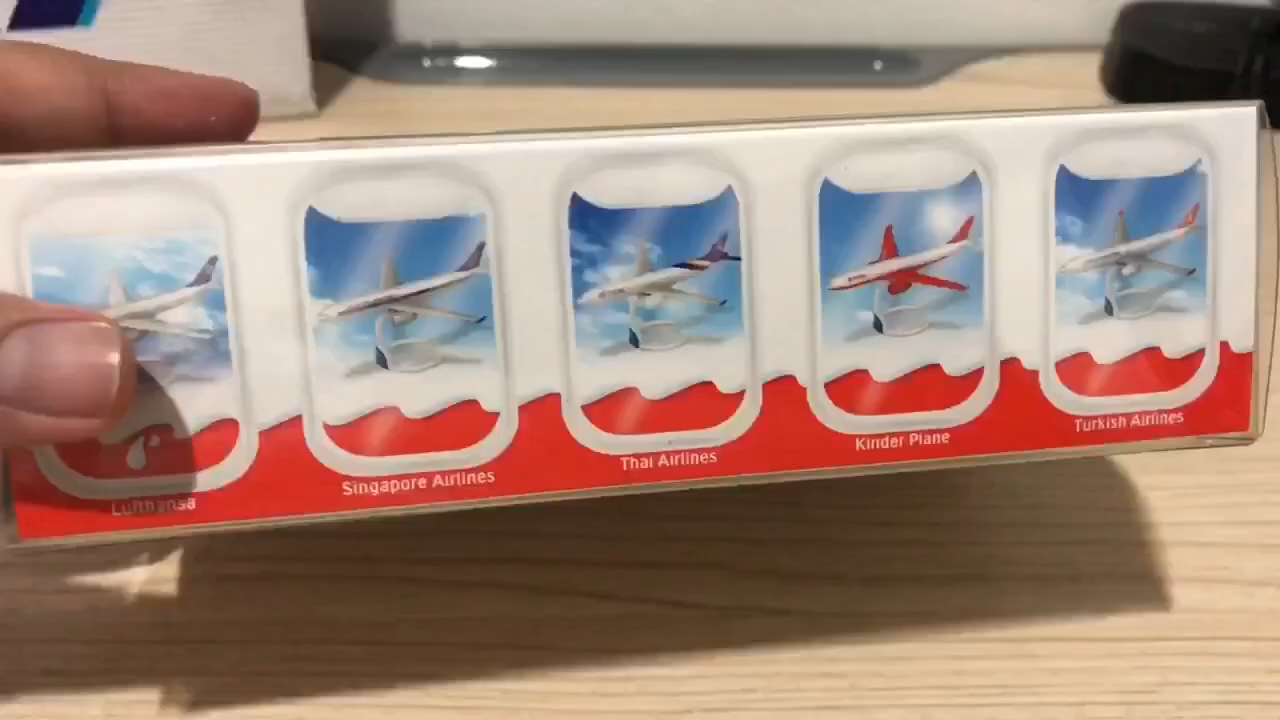 Lufthansa
Singapore Airlines
Thai Airlines
Kinder Plane
Turkish Airlines